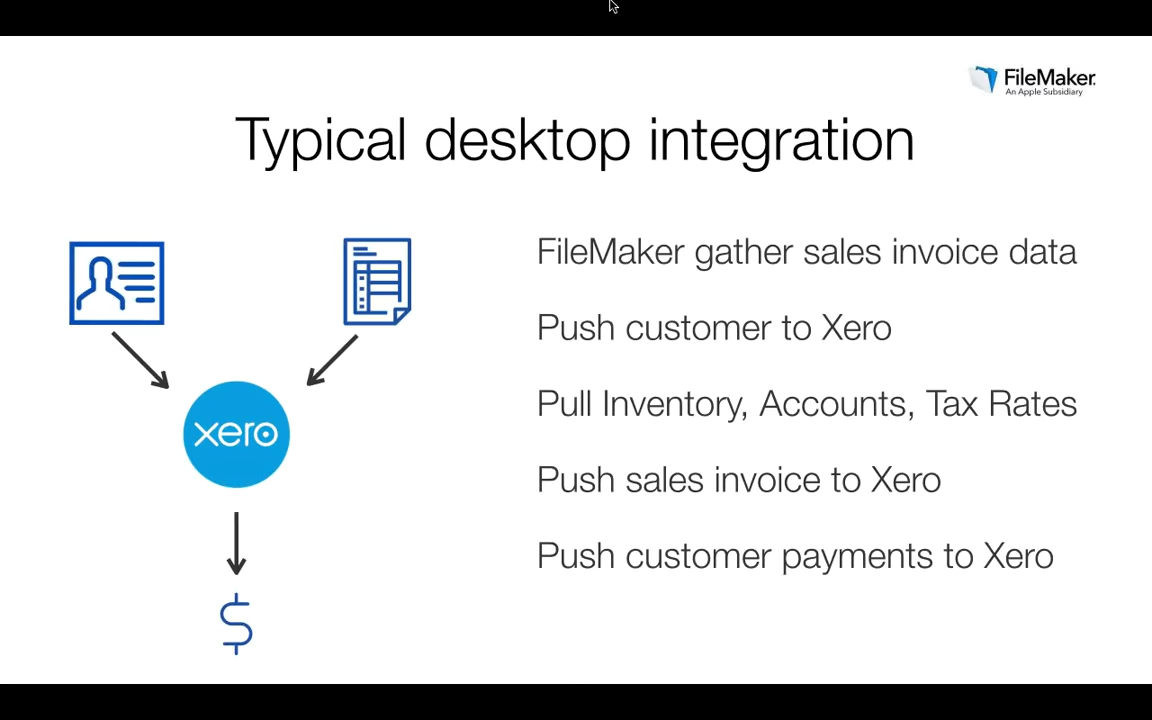 FileMaker
An Apple Subsidiary
Typical desktop integration
FileMaker gather sales invoice data
Push customer to Xero
Pull Inventory, Accounts, Tax Rates
xero
Push sales invoice to Xero
Push customer payments to Xero
$